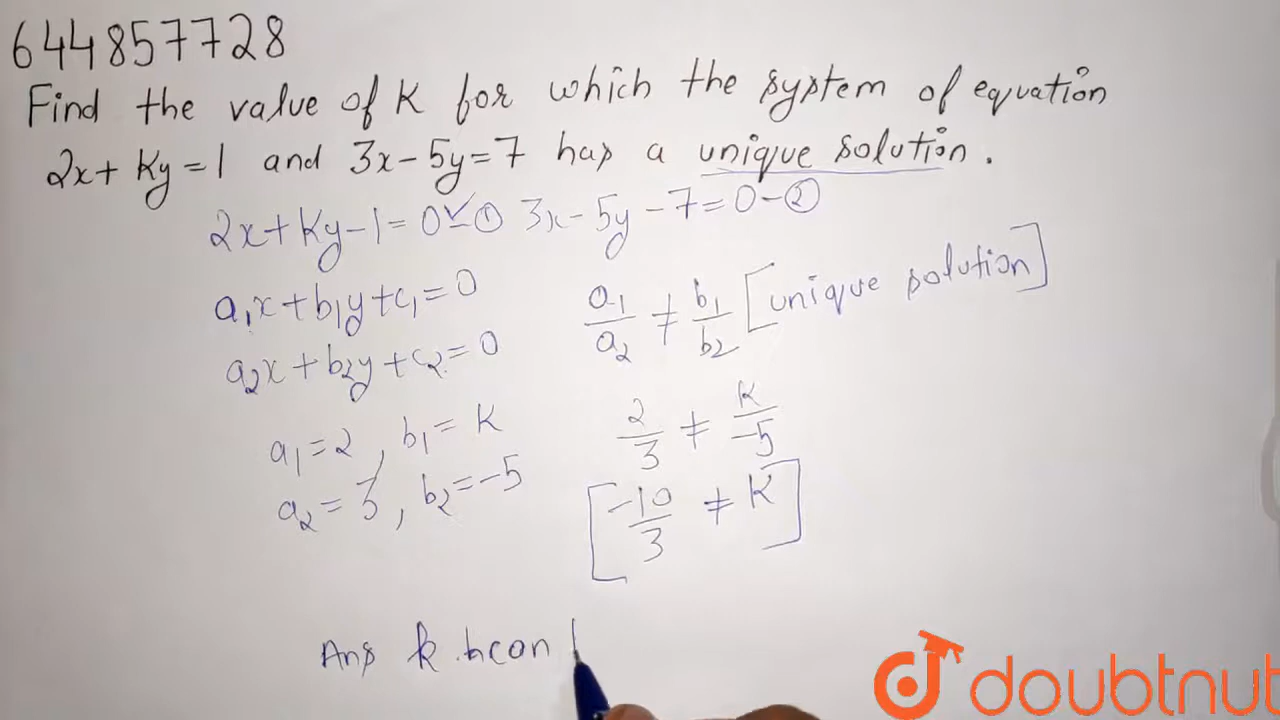 644857728
Find the value of K for which the system of equation
2x + Ky = 1 and 3x - 5y = 7 has a unique solution.
2x + Ky - 1 = 0 ✓ - ① 3x - 5y - 7 = 0 - ②
a₁x + b₁y + c₁ = 0
a₂x + b₂y + c₂ = 0
a₁/a₂ ≠ b₁/b₂ [unique solution]
a₁ = 2, b₁ = K
a₂ = 3, b₂ = -5
2/3 ≠ K/-5
[-10/3 ≠ K]
Ans k
doubtnut